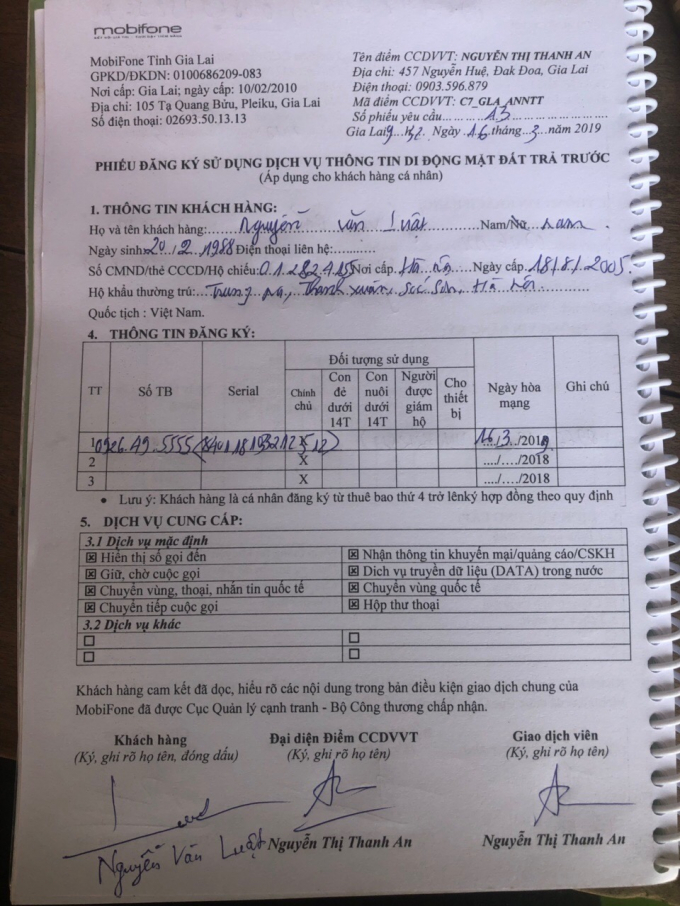 mobifone
MobiFone Tỉnh Gia Lai
GPKD/ĐKDN: 0100686209-083
Nơi cấp: Gia Lai; ngày cấp: 10/02/2010
Địa chỉ: 105 Tạ Quang Bửu, Pleiku, Gia Lai
Số điện thoại: 02693.50.13.13
Tên điểm CCDVVT: NGUYỄN THỊ THANH AN
Địa chỉ: 457 Nguyễn Huệ, Đak Đoa, Gia Lai
Điện thoại: 0903.596.879
Mã điểm CCDVVT: C7_GLA_ANNTT
Số phiếu yêu cầu........13........
Gia Lai, ... Ngày .16.tháng..3..năm 2019
PHIẾU ĐĂNG KÝ SỬ DỤNG DỊCH VỤ THÔNG TIN DI ĐỘNG MẶT ĐẤT TRẢ TRƯỚC
(Áp dụng cho khách hàng cá nhân)
1. THÔNG TIN KHÁCH HÀNG:
Họ và tên khách hàng:....Nguyễn Văn Luật....Nam/Nữ Nam.
Ngày sinh20../2..1988 Điện thoại liên hệ:..........
Số CMND/thẻ CCCD/Hộ chiếu:012824155 Nơi cấp. Hà Nội. Ngày cấp.18/8/.2005.
Hộ khẩu thường trú:...Trung Na, Thanh Xuân, Sóc Sơn, Hà Nội.
Quốc tịch : Việt Nam.
4. THÔNG TIN ĐĂNG KÝ:
TT Số TB Serial Đối tượng sử dụng Ngày hòa mạng Ghi chú
Chính chủ Con đẻ dưới 14T Con nuôi dưới 14T Người được giám hộ Cho thiết bị
1 0926.49.5555 X 16/3../2019
2 X .../..../2018
3 X .../..../2018
• Lưu ý: Khách hàng là cá nhân đăng ký từ thuê bao thứ 4 trở lênký hợp đồng theo quy định
5. DỊCH VỤ CUNG CẤP:
3.1 Dịch vụ mặc định
☒ Hiển thị số gọi đến ☒ Nhận thông tin khuyến mại/quảng cáo/CSKH
☒ Giữ, chờ cuộc gọi ☒ Dịch vụ truyền dữ liệu (DATA) trong nước
☒ Chuyển vùng, thoại, nhắn tin quốc tế ☒ Chuyển vùng quốc tế
☒ Chuyển tiếp cuộc gọi ☒ Hộp thư thoại
3.2 Dịch vụ khác
☐ ☐
☐ ☐
Khách hàng cam kết đã đọc, hiểu rõ các nội dung trong bản điều kiện giao dịch chung của
MobiFone đã được Cục Quản lý cạnh tranh - Bộ Công thương chấp nhận.
Khách hàng Đại diện Điểm CCDVVT Giao dịch viên
(Ký, ghi rõ họ tên, đóng dấu) (Ký, ghi rõ họ tên) (Ký, ghi rõ họ tên)
Nguyễn Văn Luật Nguyễn Thị Thanh An Nguyễn Thị Thanh An